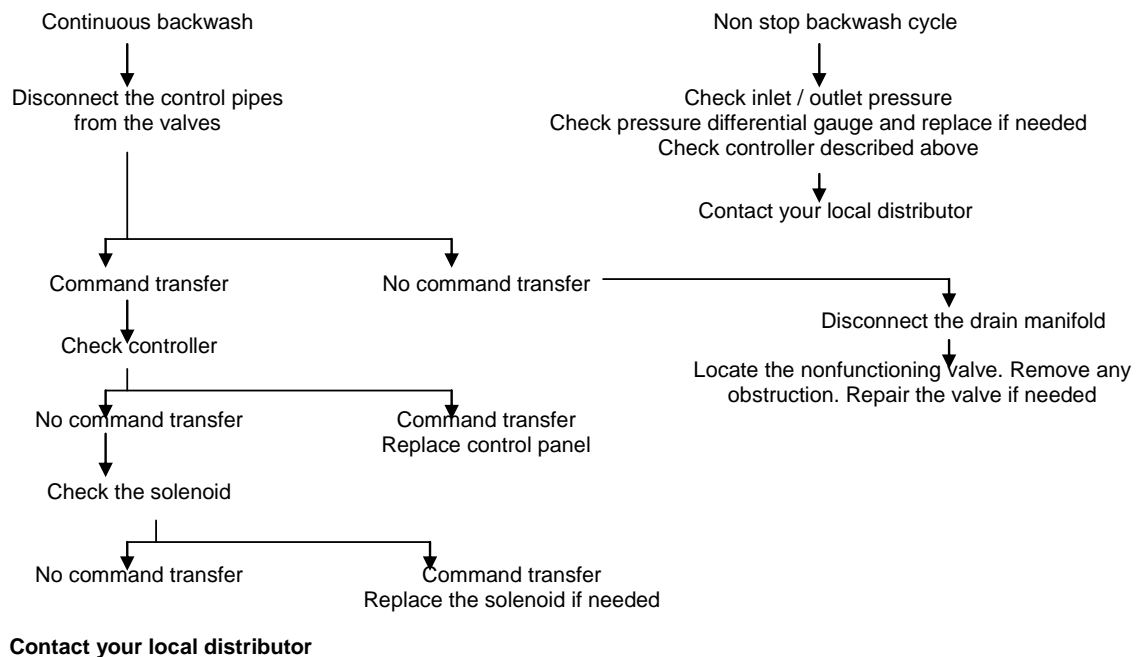 Continuous backwash
Non stop backwash cycle
Disconnect the control pipes
from the valves
Check inlet / outlet pressure
Check pressure differential gauge and replace if needed
Check controller described above
Contact your local distributor
Command transfer
No command transfer
Disconnect the drain manifold
Check controller
Locate the nonfunctioning valve. Remove any
obstruction. Repair the valve if needed
No command transfer
Command transfer
Replace control panel
Check the solenoid
No command transfer
Command transfer
Replace the solenoid if needed
Contact your local distributor